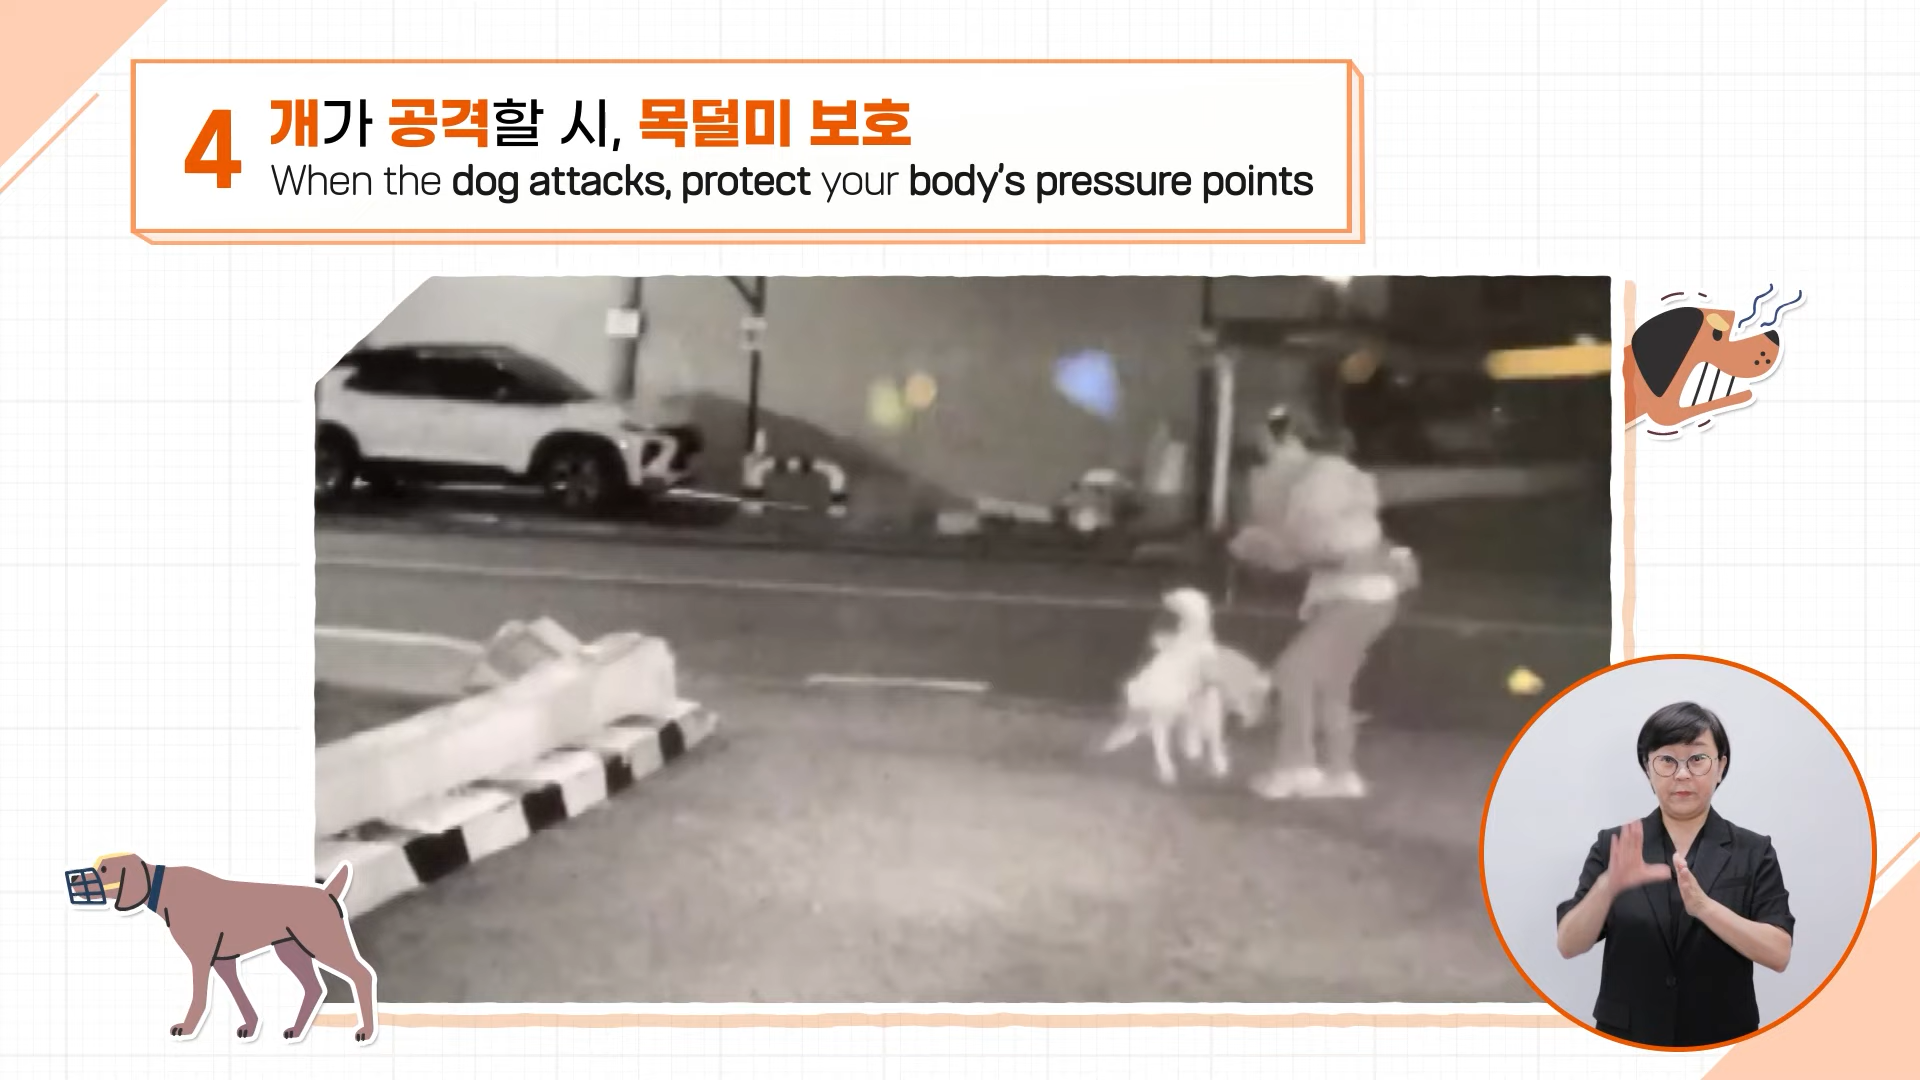 4
개가 공격할 시, 목덜미 보호
When the dog attacks, protect your body's pressure points